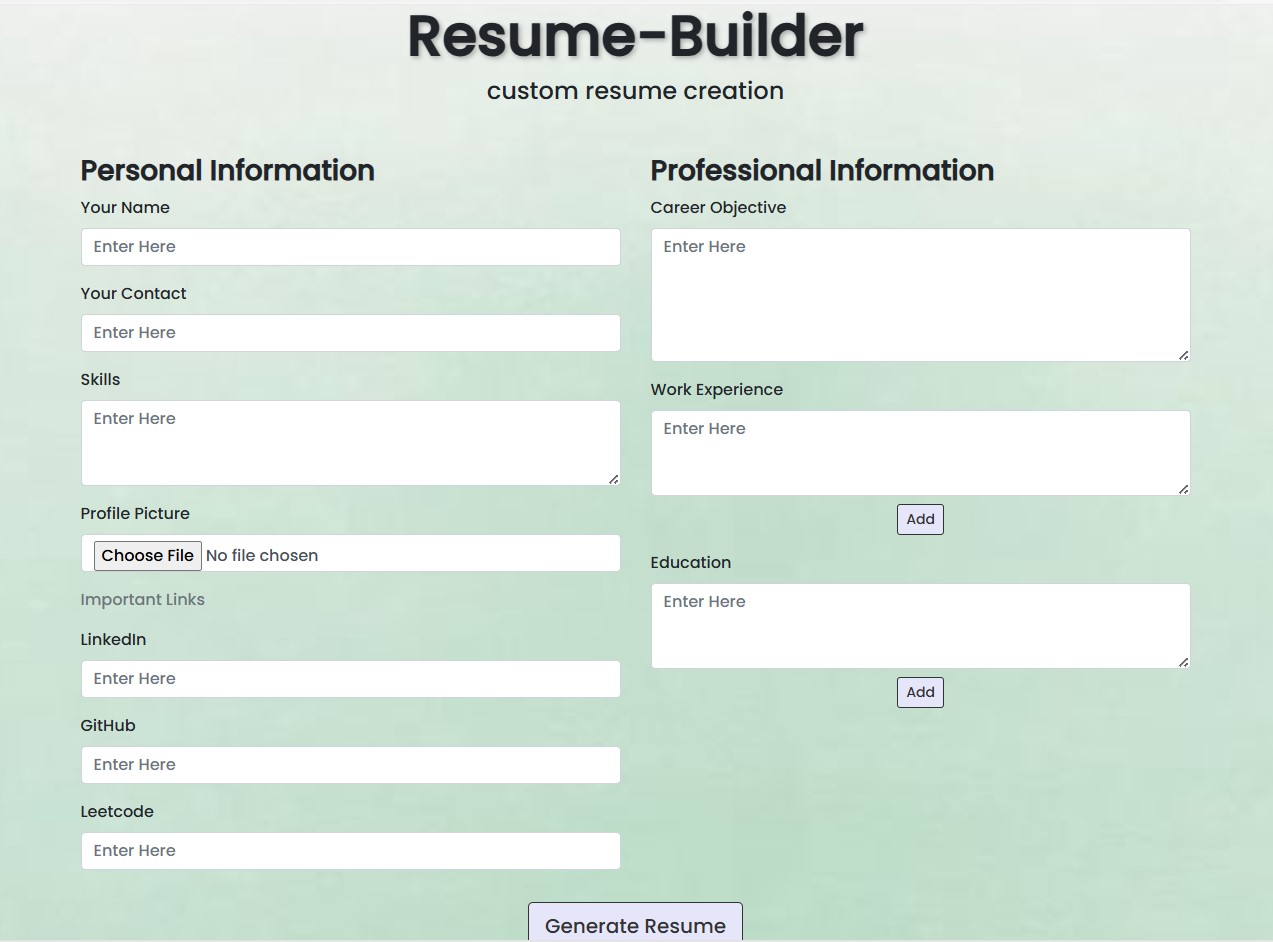 Resume-Builder
custom resume creation
Personal Information
Your Name
Enter Here
Your Contact
Enter Here
Skills
Enter Here
Profile Picture
Choose File No file chosen
Important Links
LinkedIn
Enter Here
GitHub
Enter Here
Leetcode
Enter Here
Professional Information
Career Objective
Enter Here
Work Experience
Enter Here
Add
Education
Enter Here
Add
Generate Resume